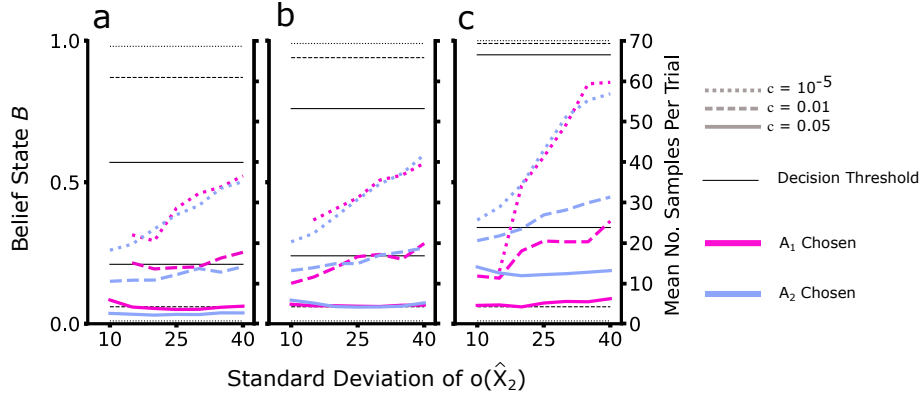 a
b
c
1.0
0.5
0.0
Belief State B
10
25
40
10
25
40
10
25
40
Standard Deviation of o(X̂₂)
70
60
50
40
30
20
10
0
Mean No. Samples Per Trial
c = 10⁻⁵
c = 0.01
c = 0.05
Decision Threshold
A₁ Chosen
A₂ Chosen